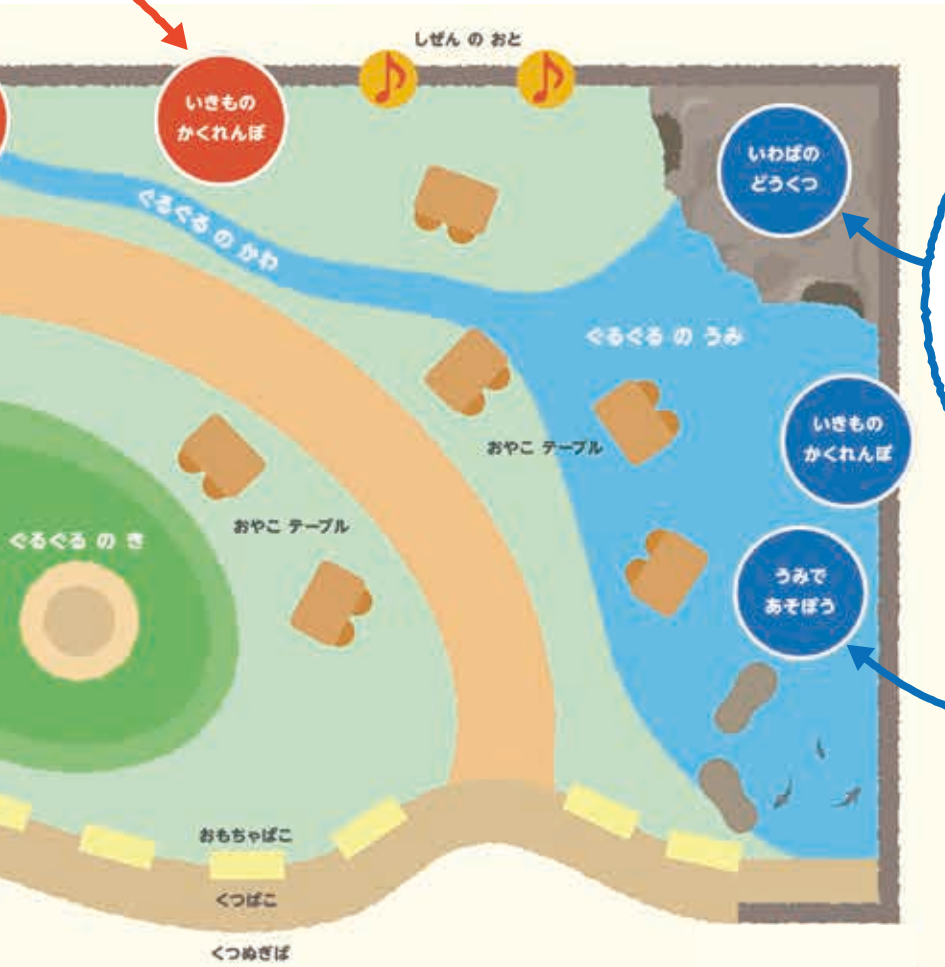 しぜん の おと
いきもの
かくれんぼ
いわばの
どうくつ
ぐるぐる の かわ
ぐるぐる の うみ
いきもの
かくれんぼ
おやこ テーブル
おやこ テーブル
ぐるぐる の き
うみで
あそぼう
おもちゃばこ
くつばこ
くつぬぎば